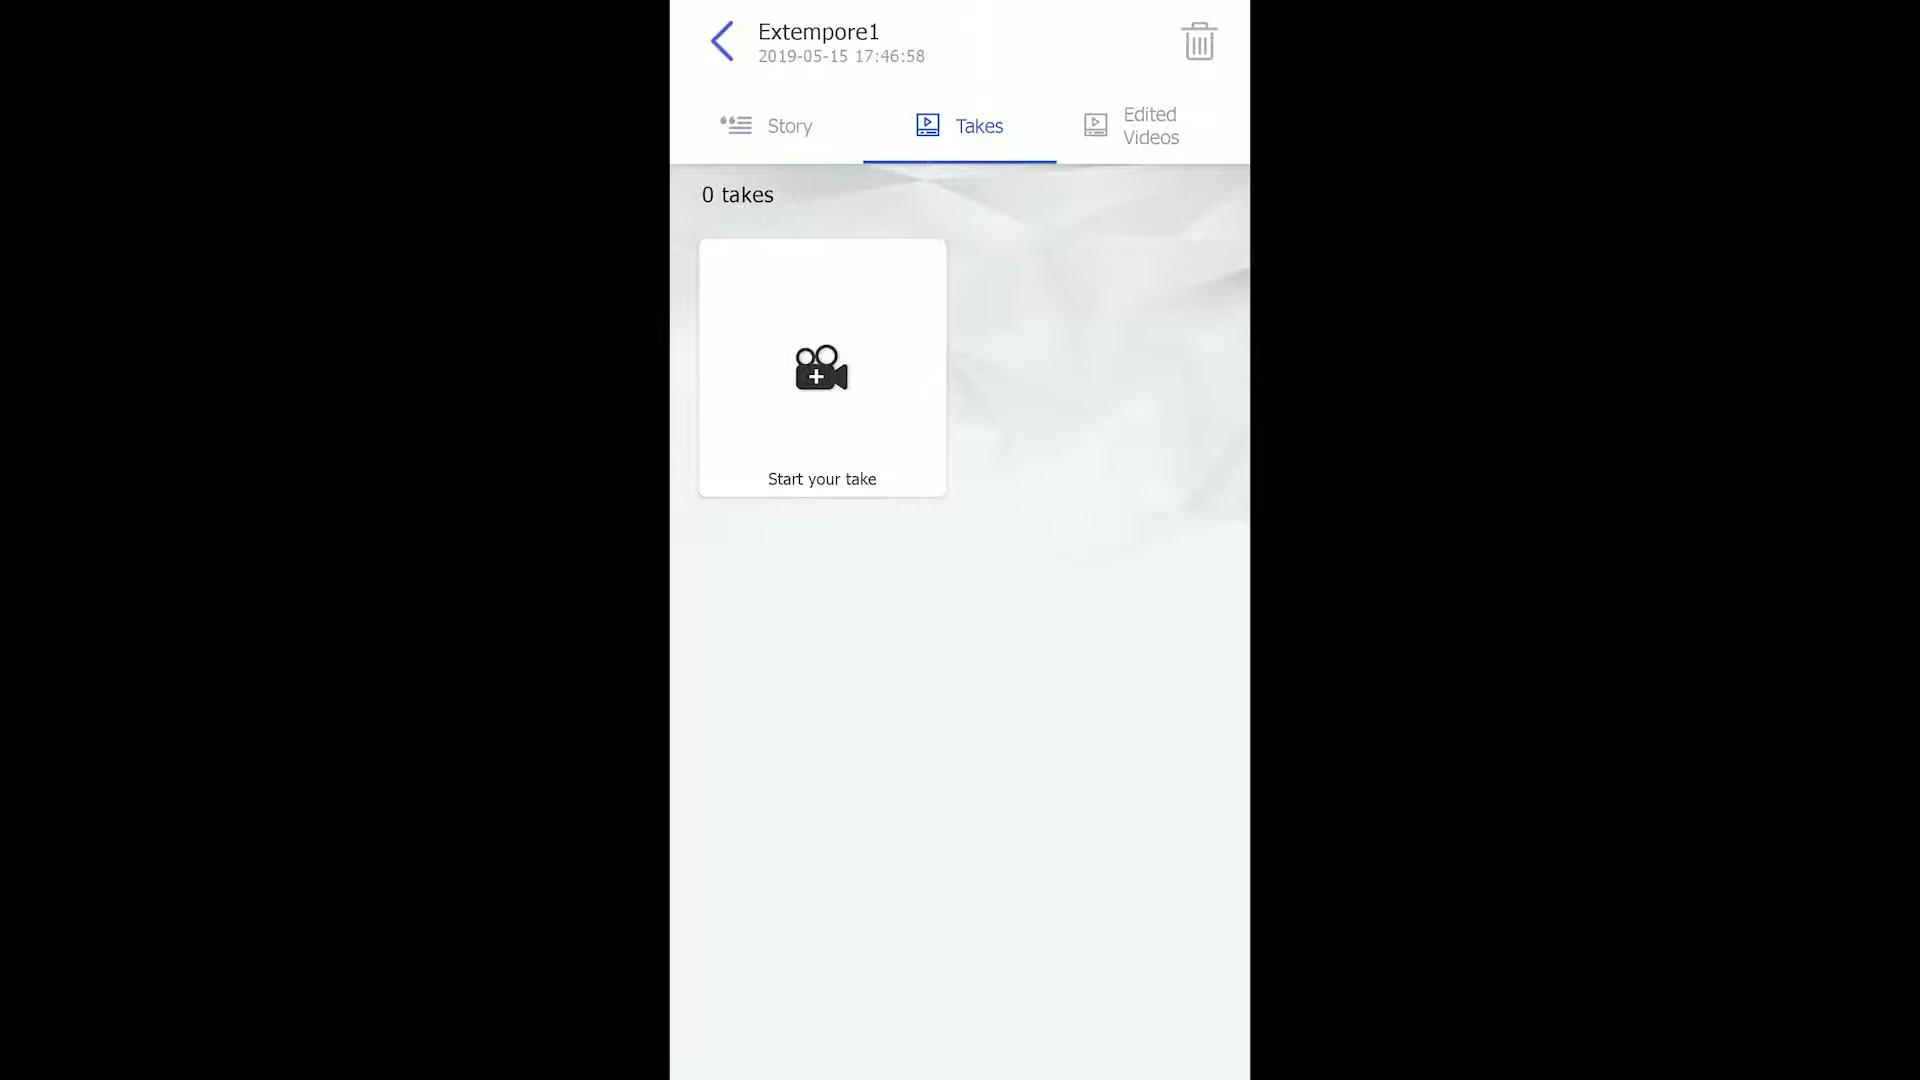 Extempore1
2019-05-15 17:46:58
Story
Takes
Edited
Videos
0 takes
Start your take